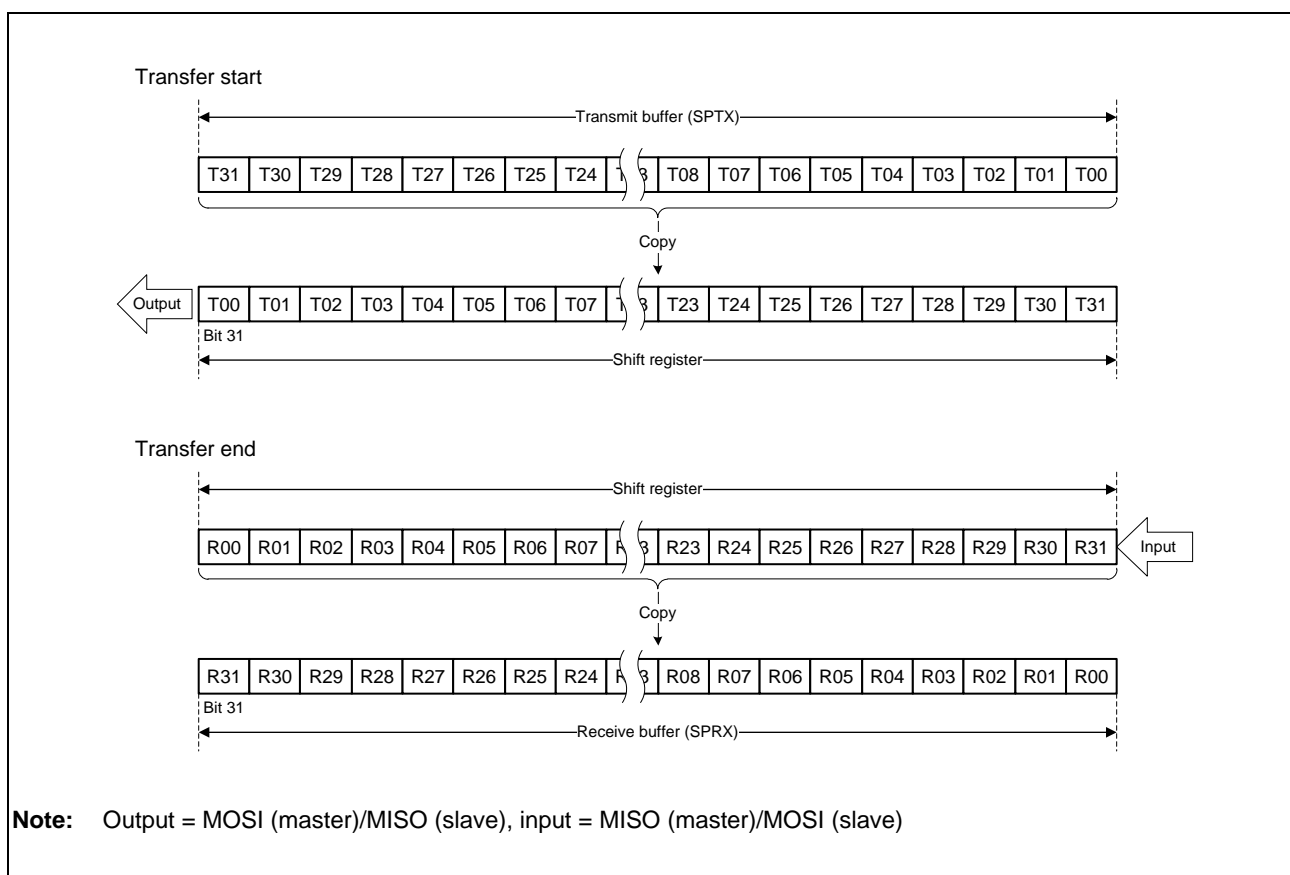 Transfer start
Transmit buffer (SPTX)
T31 T30 T29 T28 T27 T26 T25 T24 T08 T07 T06 T05 T04 T03 T02 T01 T00
Copy
Output T00 T01 T02 T03 T04 T05 T06 T07 T23 T24 T25 T26 T27 T28 T29 T30 T31
Bit 31
Shift register
Transfer end
Shift register
R00 R01 R02 R03 R04 R05 R06 R07 R23 R24 R25 R26 R27 R28 R29 R30 R31 Input
Copy
R31 R30 R29 R28 R27 R26 R25 R24 R08 R07 R06 R05 R04 R03 R02 R01 R00
Bit 31
Receive buffer (SPRX)
Note: Output = MOSI (master)/MISO (slave), input = MISO (master)/MOSI (slave)